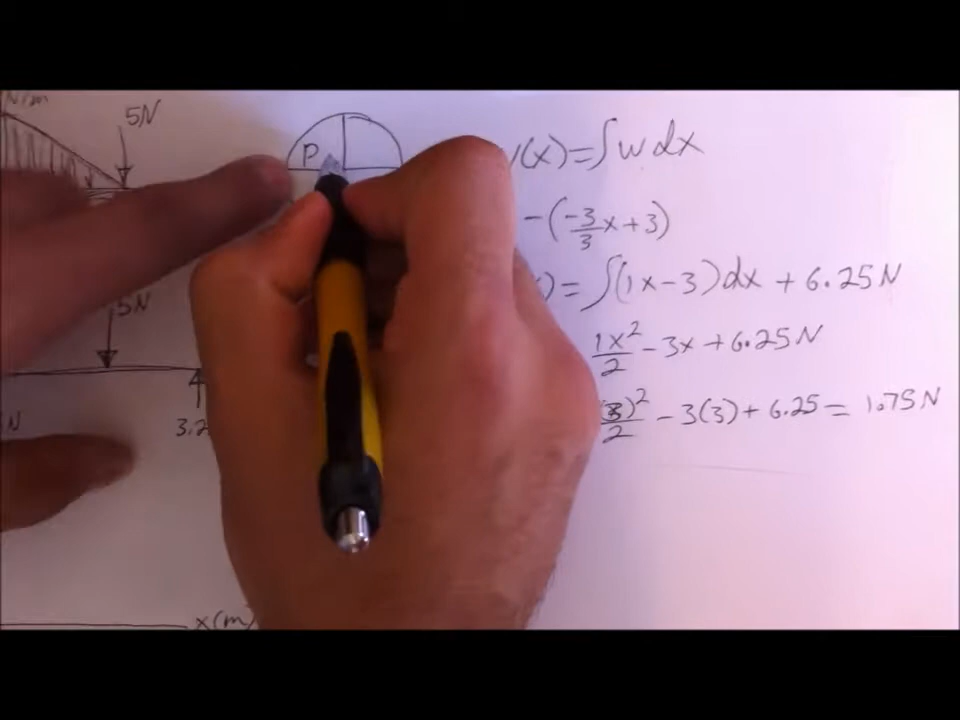 N/m
5N
P
(x)=∫w dx
-(-3/3 x+3)
)=∫(1x-3)dx + 6.25N
5N
1x²/2 - 3x + 6.25N
(3)²/2 - 3(3) + 6.25 = 1.75N
N
3.2
x(m)